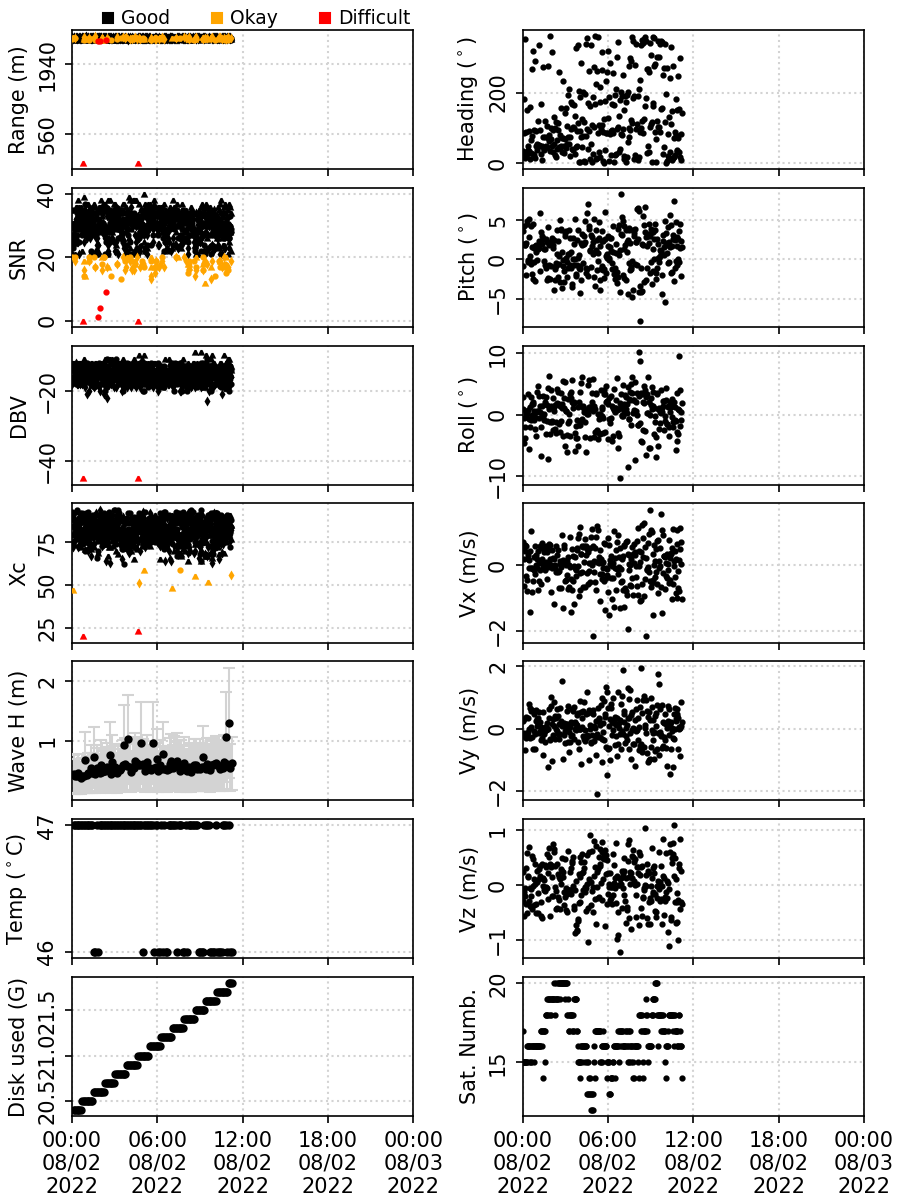 Good Okay Difficult
Range (m)
1940
560
Heading (°)
200
0
SNR
40
20
0
Pitch (°)
5
0
−5
DBV
−20
−40
Roll (°)
10
0
−10
Xc
75
50
25
Vx (m/s)
0
−2
Wave H (m)
2
1
Vy (m/s)
2
0
−2
Temp (°C)
47
46
Vz (m/s)
1
0
−1
Disk used (G)
21.5
21.0
20.5
Sat. Numb.
20
15
00:00 06:00 12:00 18:00 00:00
08/02 08/02 08/02 08/02 08/03
2022 2022 2022 2022 2022
00:00 06:00 12:00 18:00 00:00
08/02 08/02 08/02 08/02 08/03
2022 2022 2022 2022 2022